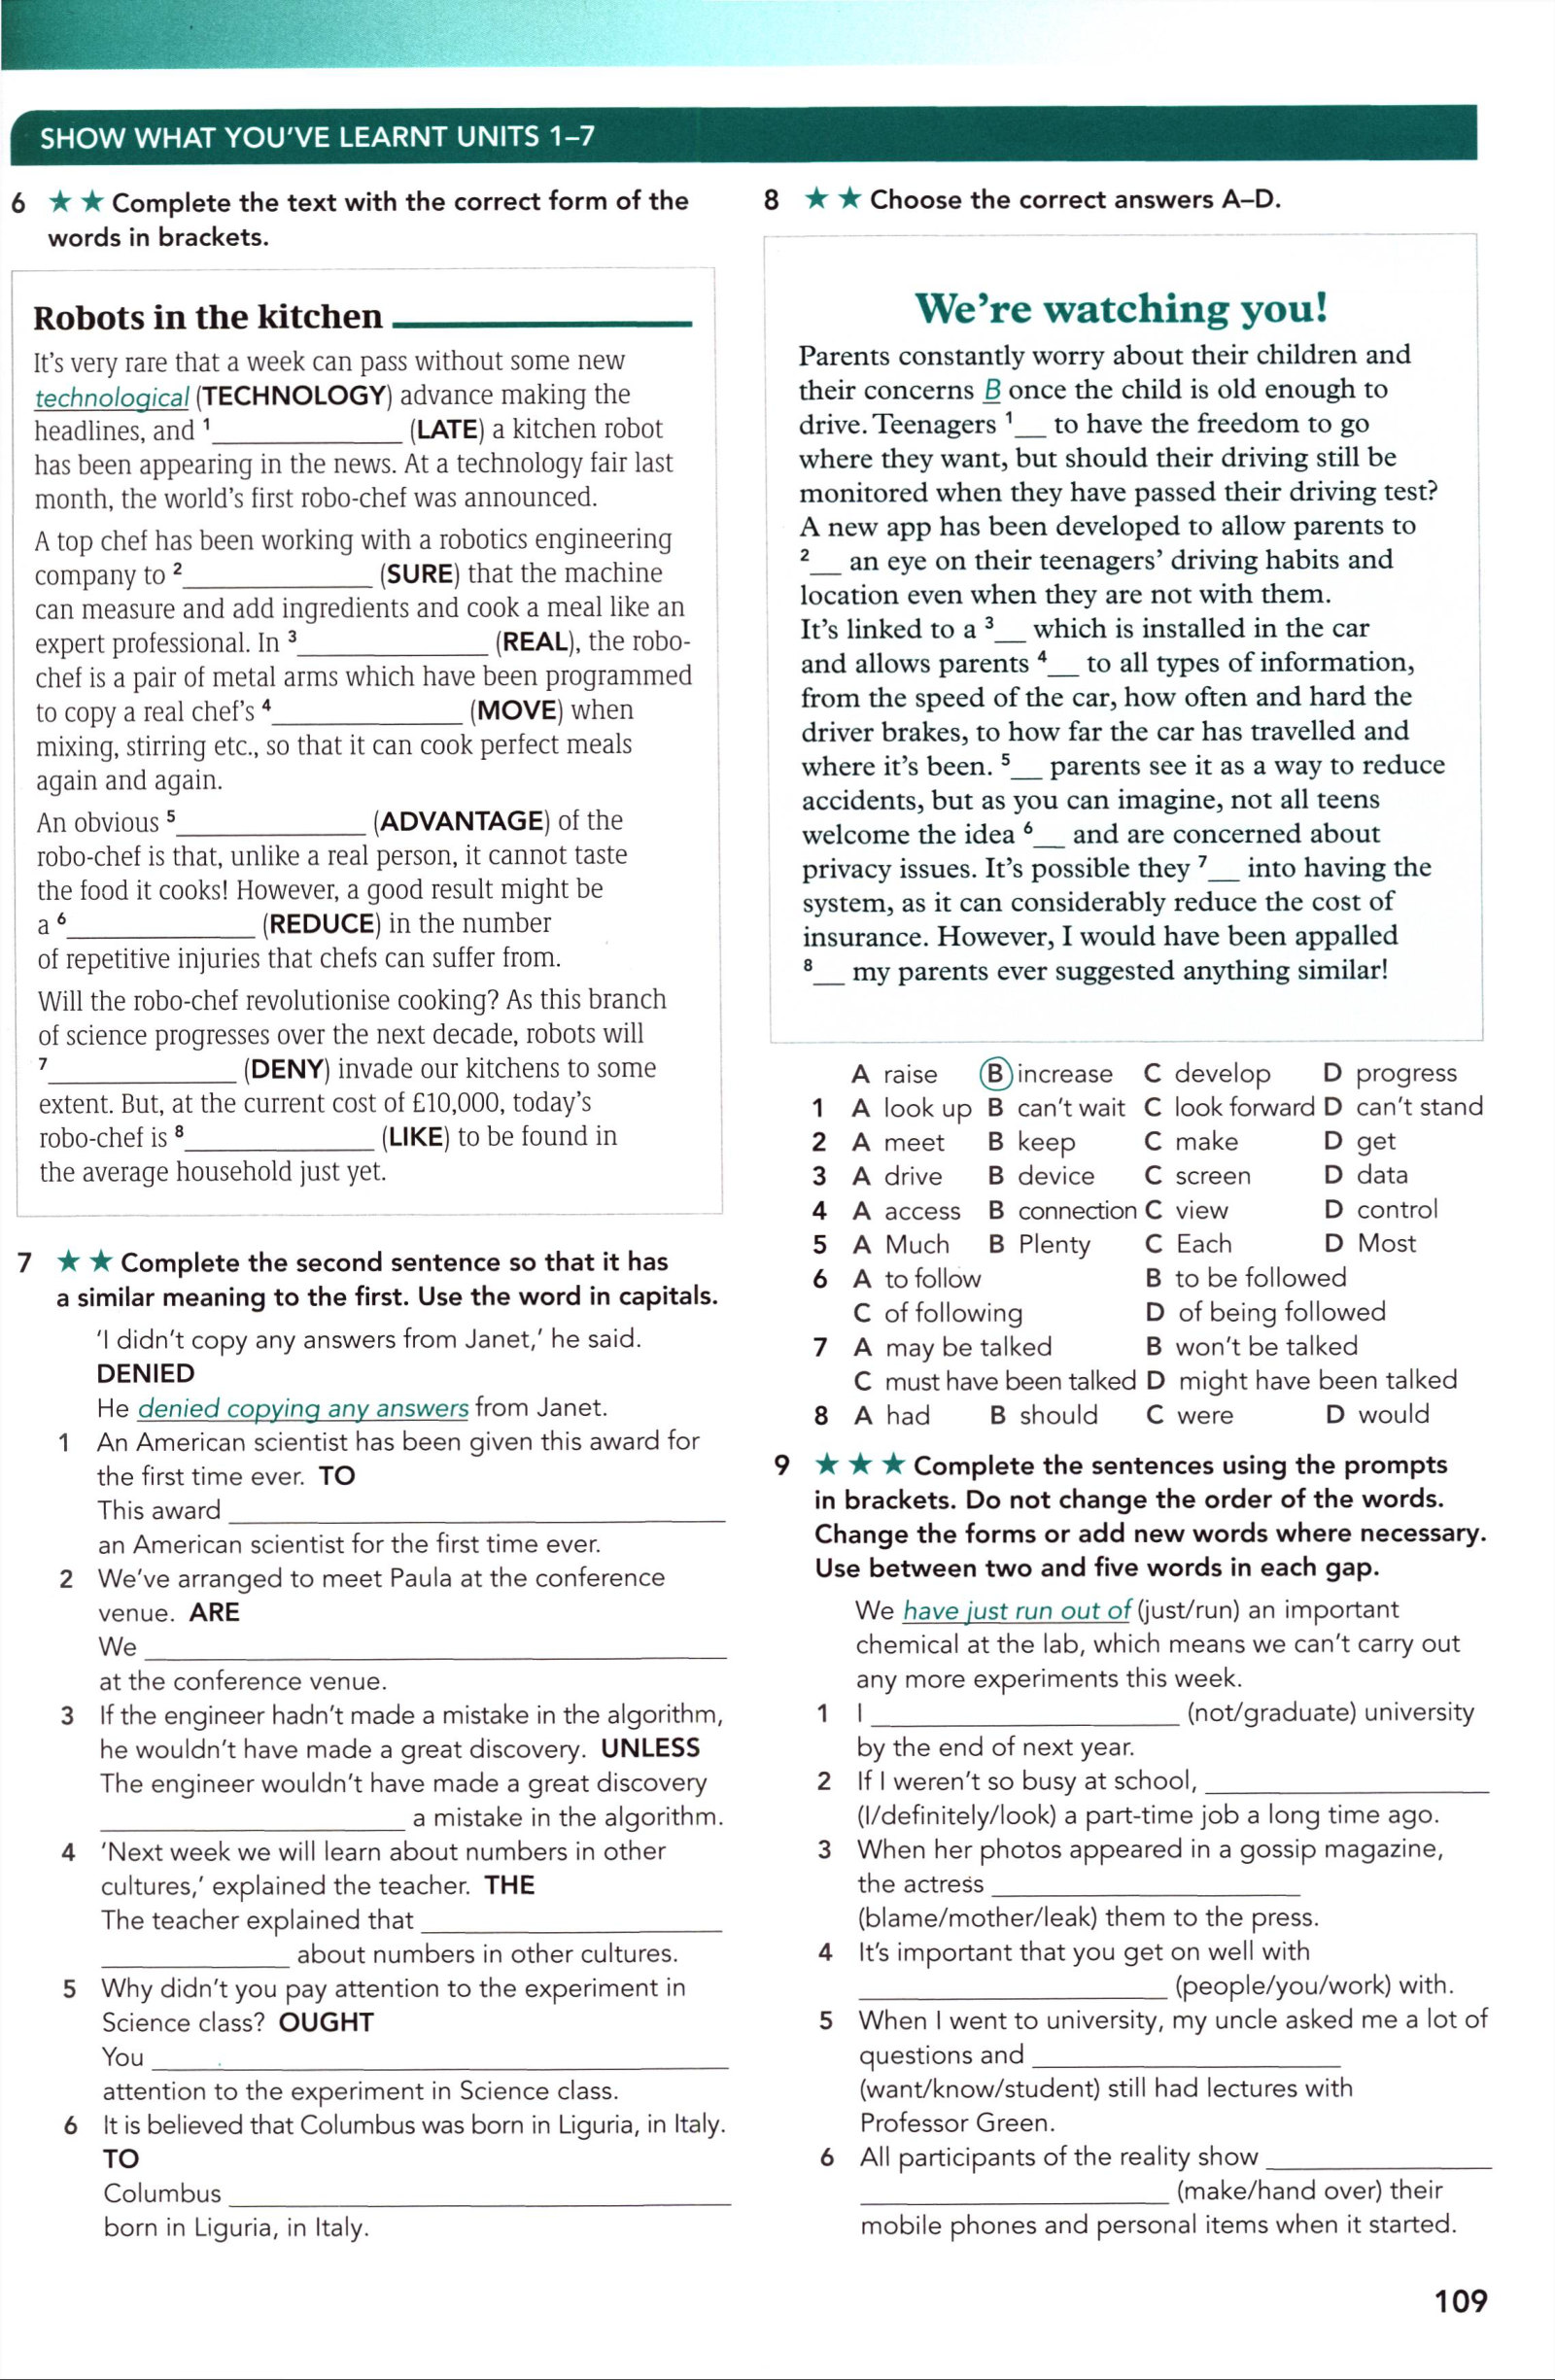 SHOW WHAT YOU'VE LEARNT UNITS 1–7
6 ★ ★ Complete the text with the correct form of the
words in brackets.
Robots in the kitchen
It's very rare that a week can pass without some new
technological (TECHNOLOGY) advance making the
headlines, and 1______________ (LATE) a kitchen robot
has been appearing in the news. At a technology fair last
month, the world's first robo-chef was announced.
A top chef has been working with a robotics engineering
company to 2______________ (SURE) that the machine
can measure and add ingredients and cook a meal like an
expert professional. In 3______________ (REAL), the robo-
chef is a pair of metal arms which have been programmed
to copy a real chef's 4______________ (MOVE) when
mixing, stirring etc., so that it can cook perfect meals
again and again.
An obvious 5______________ (ADVANTAGE) of the
robo-chef is that, unlike a real person, it cannot taste
the food it cooks! However, a good result might be
a 6______________ (REDUCE) in the number
of repetitive injuries that chefs can suffer from.
Will the robo-chef revolutionise cooking? As this branch
of science progresses over the next decade, robots will
7______________ (DENY) invade our kitchens to some
extent. But, at the current cost of £10,000, today's
robo-chef is 8______________ (LIKE) to be found in
the average household just yet.
7 ★ ★ Complete the second sentence so that it has
a similar meaning to the first. Use the word in capitals.
'I didn't copy any answers from Janet,' he said.
DENIED
He denied copying any answers from Janet.
1 An American scientist has been given this award for
the first time ever. TO
This award ______________
an American scientist for the first time ever.
2 We've arranged to meet Paula at the conference
venue. ARE
We ______________
at the conference venue.
3 If the engineer hadn't made a mistake in the algorithm,
he wouldn't have made a great discovery. UNLESS
The engineer wouldn't have made a great discovery
______________ a mistake in the algorithm.
4 'Next week we will learn about numbers in other
cultures,' explained the teacher. THE
The teacher explained that ______________
______________ about numbers in other cultures.
5 Why didn't you pay attention to the experiment in
Science class? OUGHT
You ______________
attention to the experiment in Science class.
6 It is believed that Columbus was born in Liguria, in Italy.
TO
Columbus ______________
born in Liguria, in Italy.
8 ★ ★ Choose the correct answers A–D.
We're watching you!
Parents constantly worry about their children and
their concerns B once the child is old enough to
drive. Teenagers 1__ to have the freedom to go
where they want, but should their driving still be
monitored when they have passed their driving test?
A new app has been developed to allow parents to
2__ an eye on their teenagers' driving habits and
location even when they are not with them.
It's linked to a 3__ which is installed in the car
and allows parents 4__ to all types of information,
from the speed of the car, how often and hard the
driver brakes, to how far the car has travelled and
where it's been. 5__ parents see it as a way to reduce
accidents, but as you can imagine, not all teens
welcome the idea 6__ and are concerned about
privacy issues. It's possible they 7__ into having the
system, as it can considerably reduce the cost of
insurance. However, I would have been appalled
8__ my parents ever suggested anything similar!
A raise B increase C develop D progress
1 A look up B can't wait C look forward D can't stand
2 A meet B keep C make D get
3 A drive B device C screen D data
4 A access B connection C view D control
5 A Much B Plenty C Each D Most
6 A to follow B to be followed
C of following D of being followed
7 A may be talked B won't be talked
C must have been talked D might have been talked
8 A had B should C were D would
9 ★ ★ ★ Complete the sentences using the prompts
in brackets. Do not change the order of the words.
Change the forms or add new words where necessary.
Use between two and five words in each gap.
We have just run out of (just/run) an important
chemical at the lab, which means we can't carry out
any more experiments this week.
1 I ______________ (not/graduate) university
by the end of next year.
2 If I weren't so busy at school, ______________
(I/definitely/look) a part-time job a long time ago.
3 When her photos appeared in a gossip magazine,
the actress ______________
(blame/mother/leak) them to the press.
4 It's important that you get on well with
______________ (people/you/work) with.
5 When I went to university, my uncle asked me a lot of
questions and ______________
(want/know/student) still had lectures with
Professor Green.
6 All participants of the reality show ______________
______________ (make/hand over) their
mobile phones and personal items when it started.
109